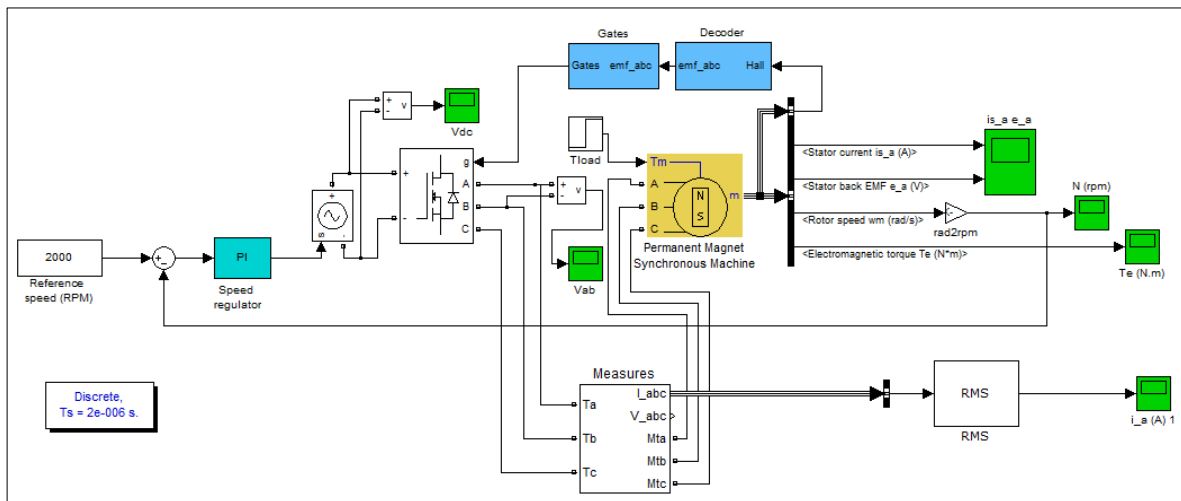 Gates
Decoder
Gates emf_abc
emf_abc Hall
+
-
v
Vdc
Tload
is_a e_a
<Stator current is_a (A)>
g
A
B
C
+
-
+
-
v
Tm
A
B
C
N
S
m
<Stator back EMF e_a (V)>
N (rpm)
<Rotor speed wm (rad/s)>
rad2rpm
<Electromagnetic torque Te (N*m)>
Te (N.m)
Permanent Magnet
Synchronous Machine
+
-
s
2000
Reference
speed (RPM)
PI
Speed
regulator
Vab
Discrete,
Ts = 2e-006 s.
Measures
Ta
Tb
Tc
I_abc
V_abc
Mta
Mtb
Mtc
RMS
RMS
i_a (A) 1